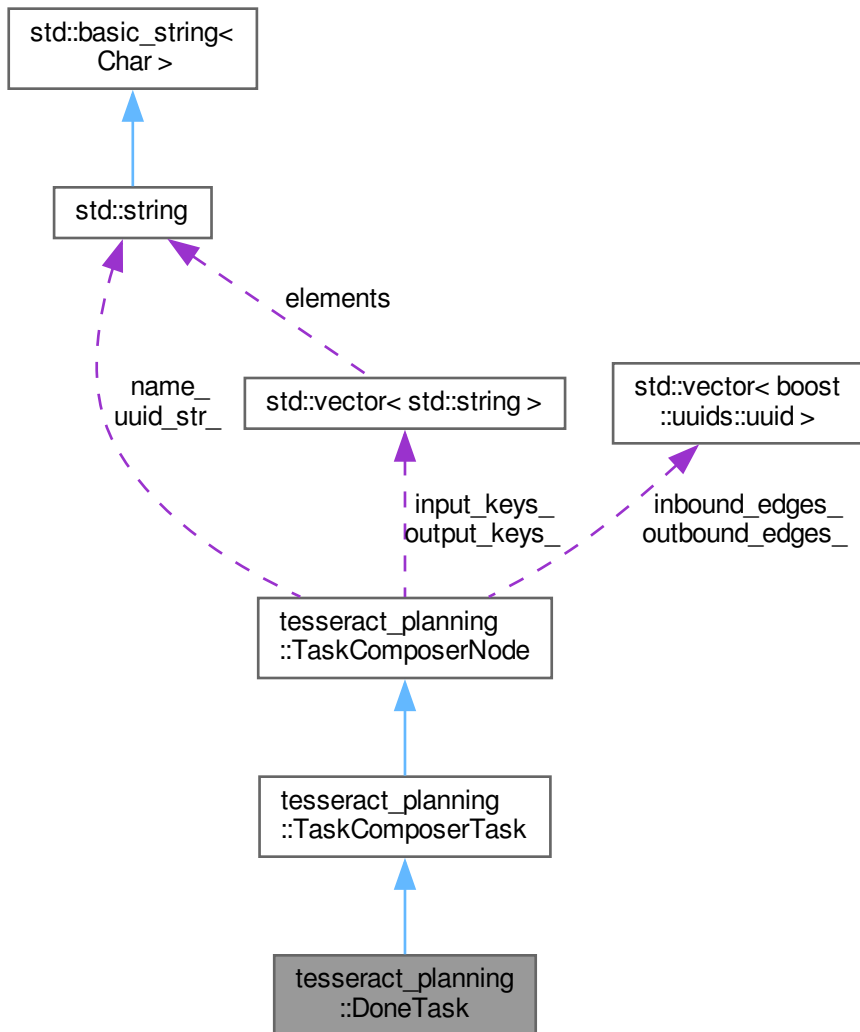 std::basic_string<
Char >
std::string
elements
name_
uuid_str_
std::vector< std::string >
std::vector< boost
::uuids::uuid >
input_keys_
output_keys_
inbound_edges_
outbound_edges_
tesseract_planning
::TaskComposerNode
tesseract_planning
::TaskComposerTask
tesseract_planning
::DoneTask